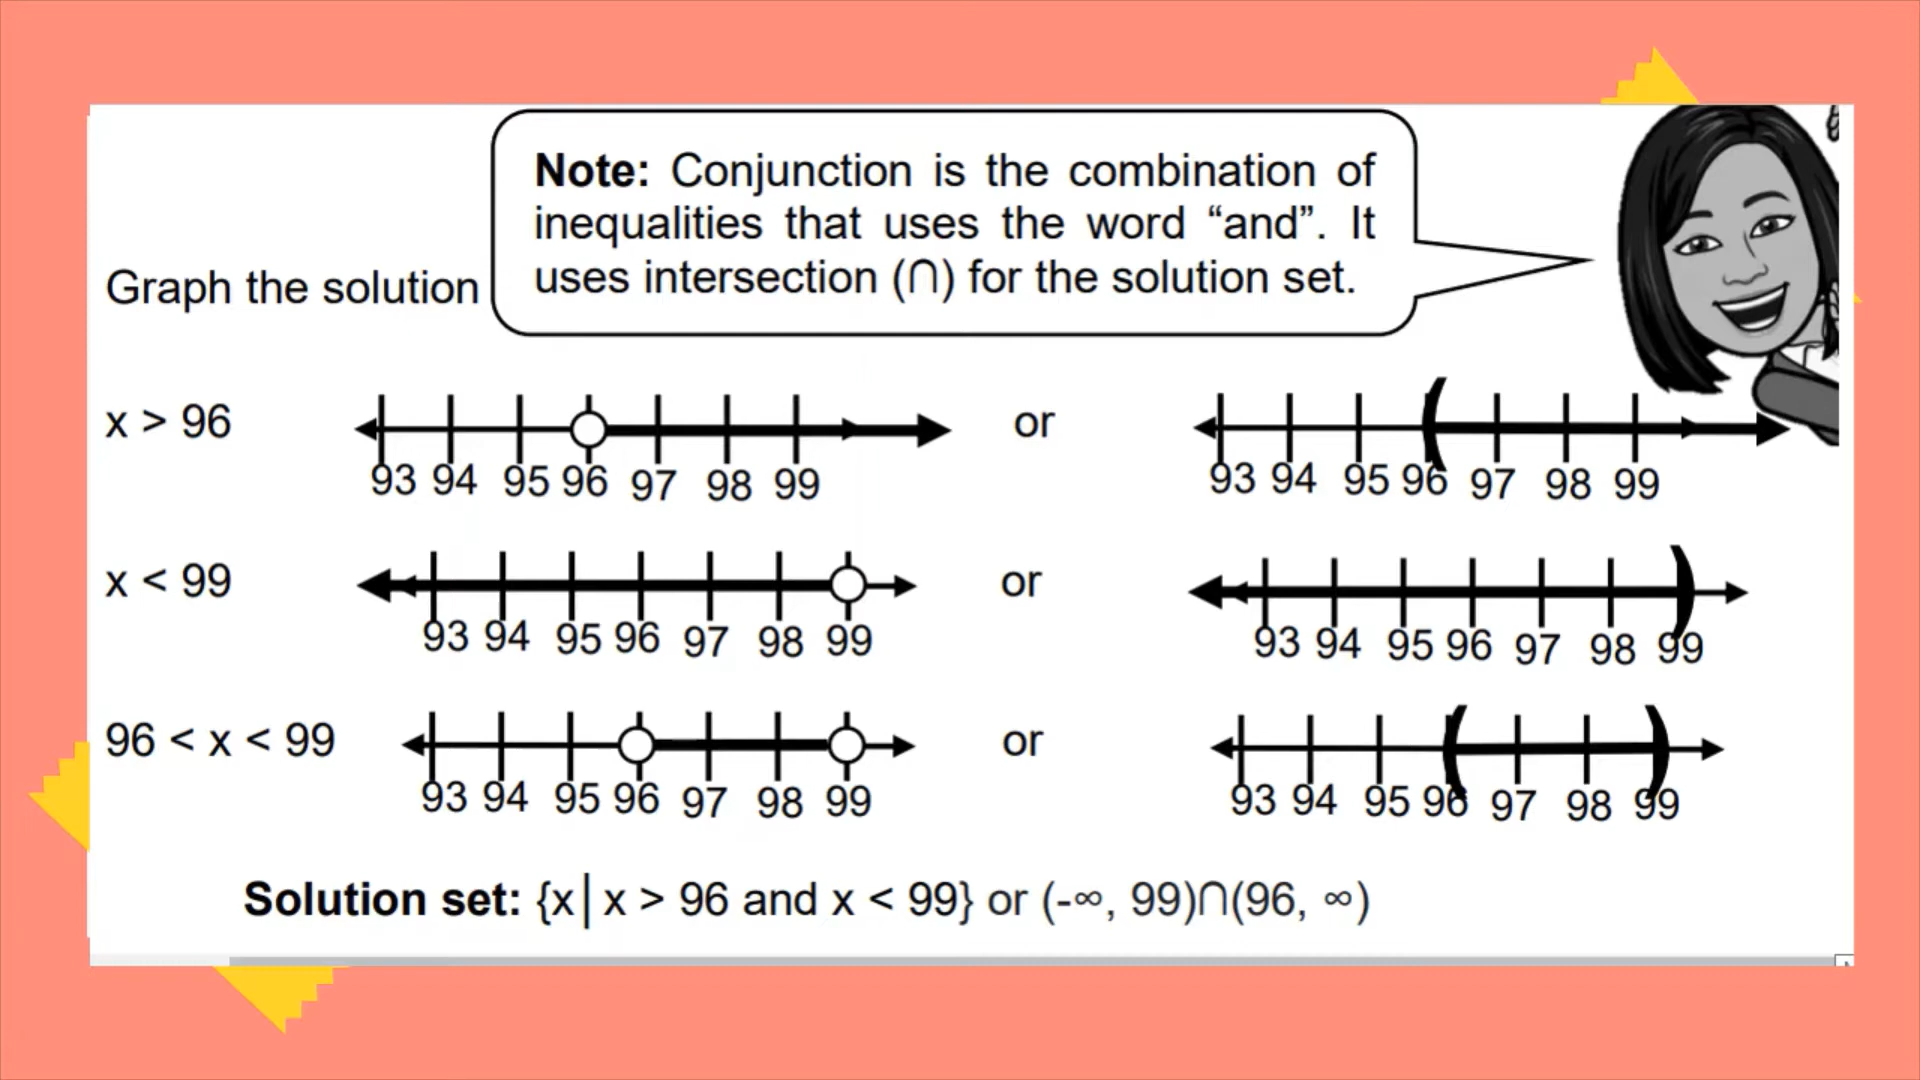 Note: Conjunction is the combination of
inequalities that uses the word “and”. It
uses intersection (∩) for the solution set.
Graph the solution
x > 96
93 94 95 96 97 98 99
or
93 94 95 96 97 98 99
x < 99
93 94 95 96 97 98 99
or
93 94 95 96 97 98 99
96 < x < 99
93 94 95 96 97 98 99
or
93 94 95 96 97 98 99
Solution set: {x| x > 96 and x < 99} or (-∞, 99)∩(96, ∞)